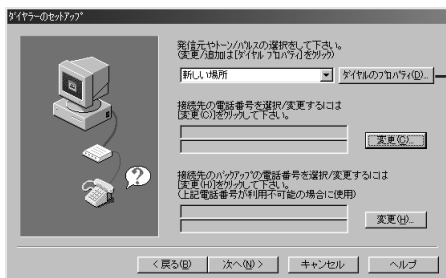 ダイヤラーのセットアップ
発信元やトーン/パルスの選択をして下さい。
(変更/追加は[ダイヤル プロパティ]をクリック)
新しい場所
ダイヤルのプロパティ(D)...
接続先の電話番号を選択/変更するには
[変更(C)]をクリックして下さい。
変更(C)...
接続先のバックアップの電話番号を選択/変更するには
[変更(H)]をクリックして下さい。
(上記電話番号が利用不可能の場合に使用)
変更(H)...
?
< 戻る(B)
次へ(N) >
キャンセル
ヘルプ